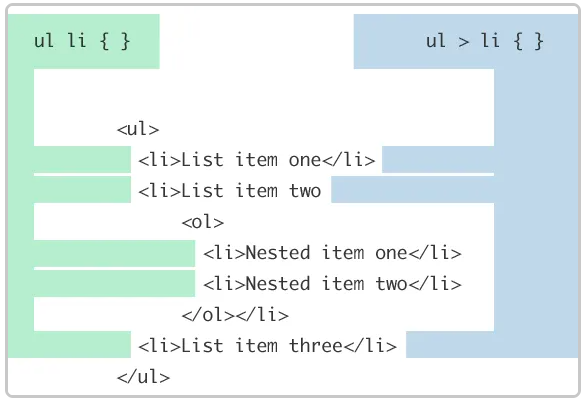 ul li { }
ul > li { }
<ul>
<li>List item one</li>
<li>List item two
<ol>
<li>Nested item one</li>
<li>Nested item two</li>
</ol></li>
<li>List item three</li>
</ul>